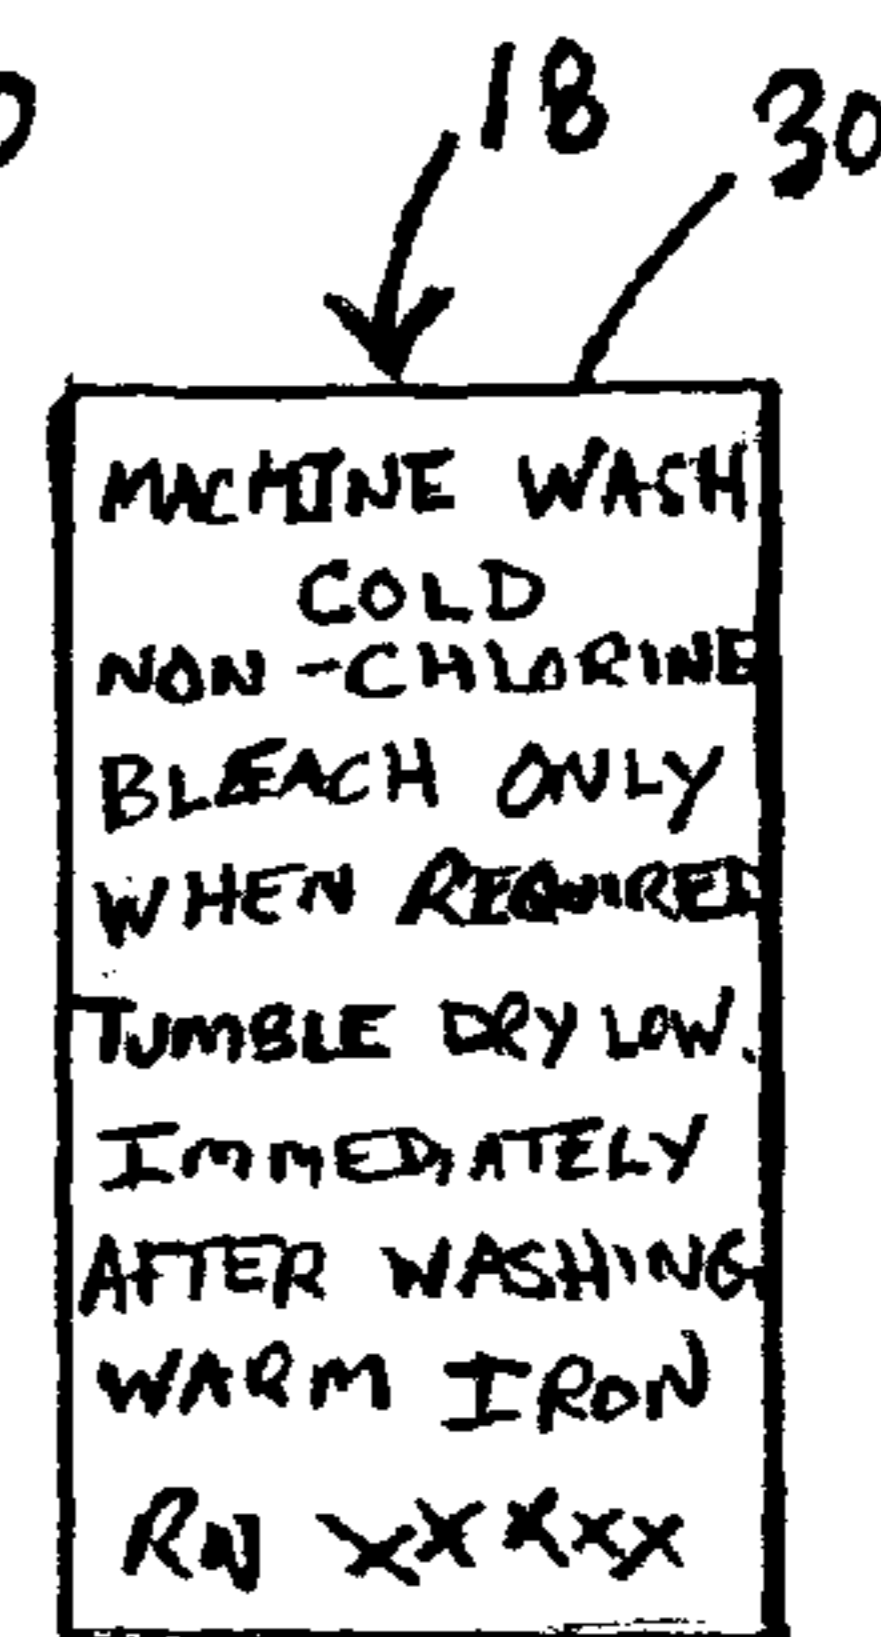 18 30
MACHINE WASH
COLD
NON-CHLORINE
BLEACH ONLY
WHEN REQUIRED
TUMBLE DRY LOW.
IMMEDIATELY
AFTER WASHING
WARM IRON
RN XXXXX